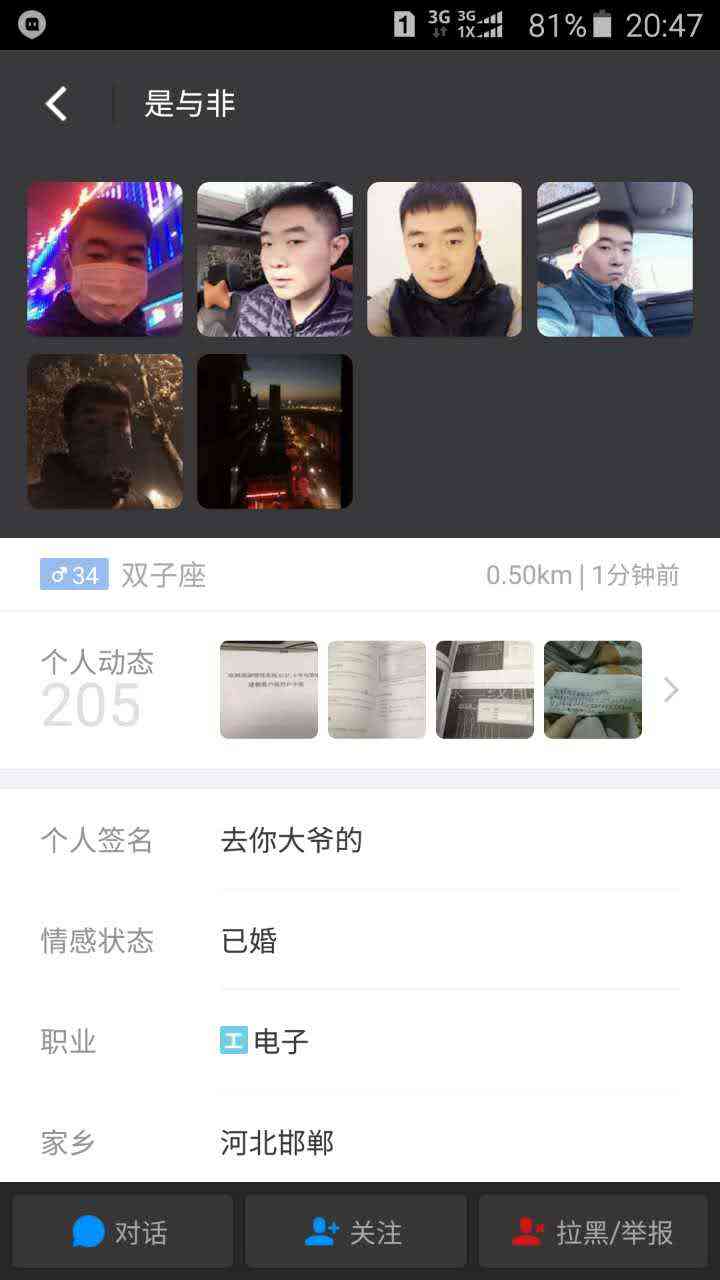 1 3G 3G 1X 81% 20:47
是与非
♂34 双子座 0.50km | 1分钟前
个人动态
205
个人签名 去你大爷的
情感状态 已婚
职业 工 电子
家乡 河北邯郸
对话 关注 拉黑/举报